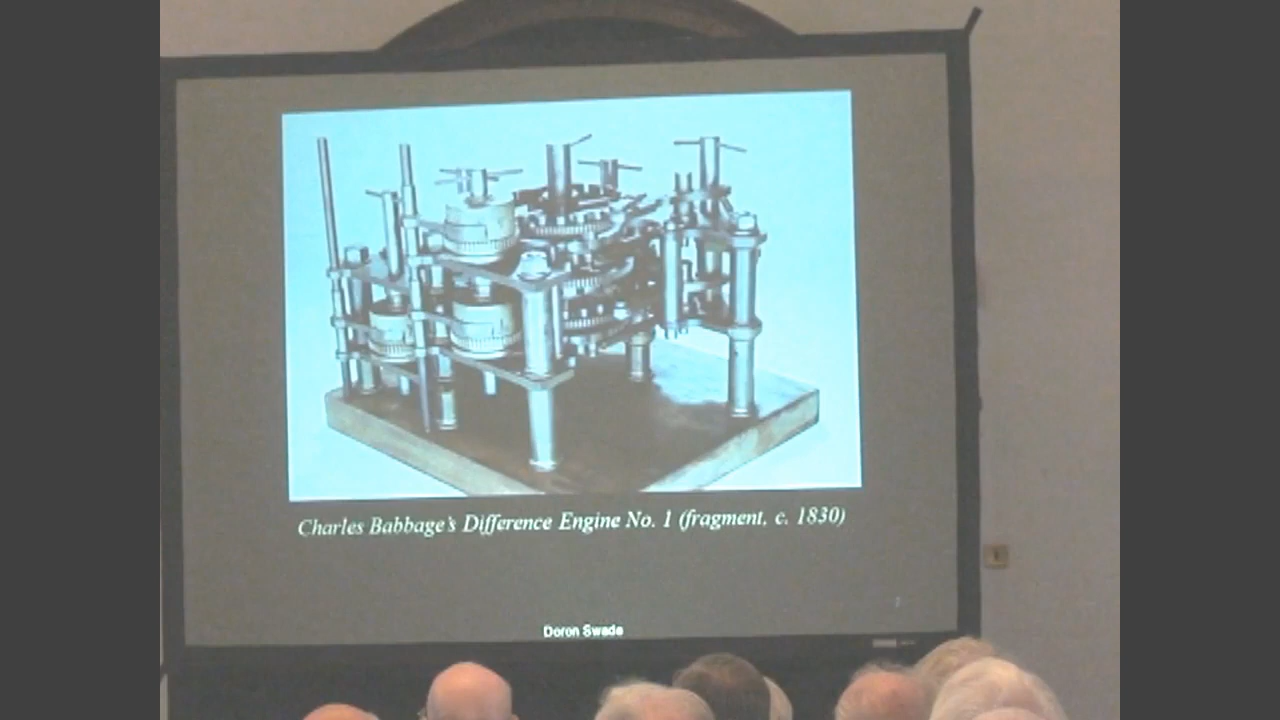 Charles Babbage's Difference Engine No. 1 (fragment, c. 1830)
Doron Swade